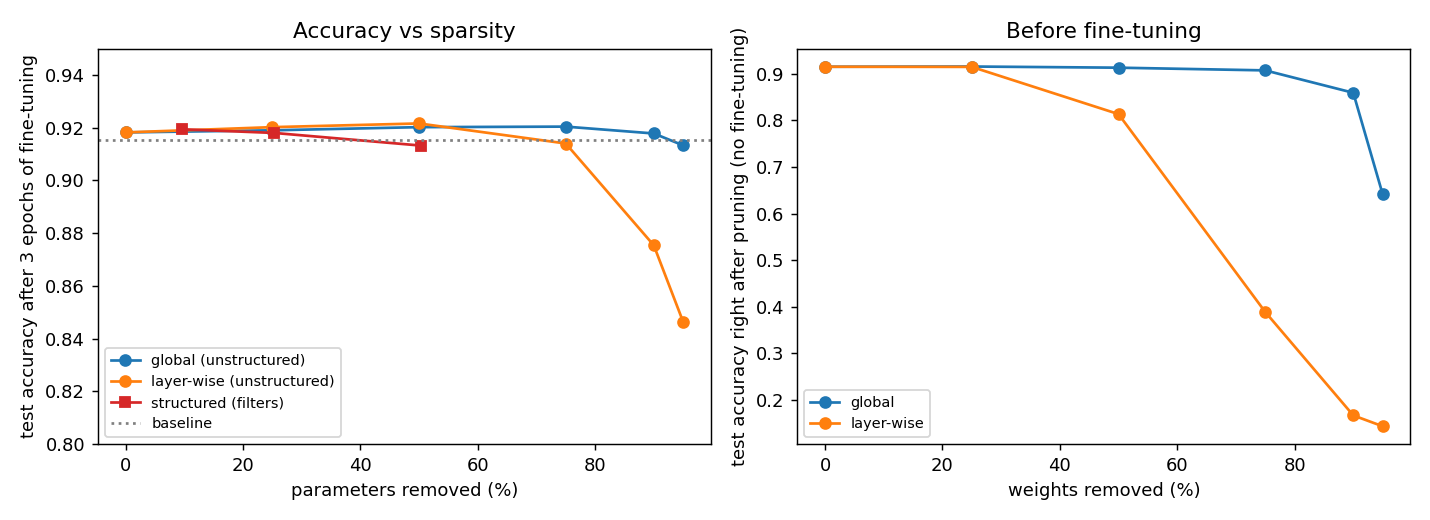 Accuracy vs sparsity
test accuracy after 3 epochs of fine-tuning
0.94
0.92
0.90
0.88
0.86
0.84
0.82
0.80
global (unstructured)
layer-wise (unstructured)
structured (filters)
baseline
0
20
40
60
80
parameters removed (%)
Before fine-tuning
test accuracy right after pruning (no fine-tuning)
0.9
0.8
0.7
0.6
0.5
0.4
0.3
0.2
global
layer-wise
0
20
40
60
80
weights removed (%)